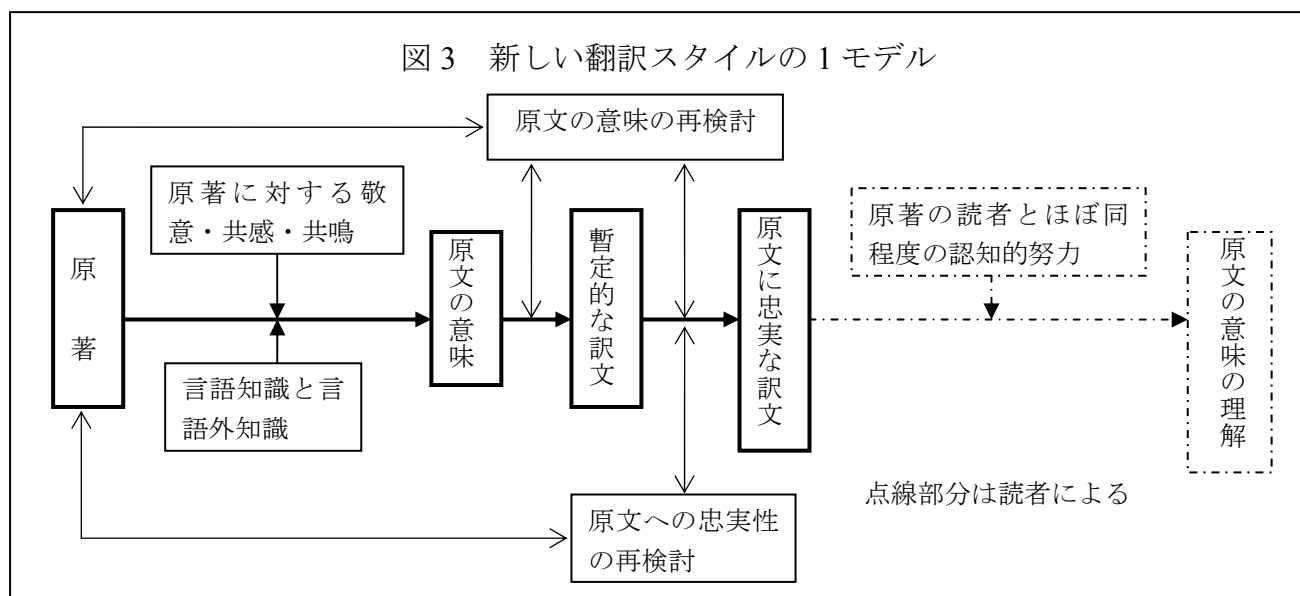 図3 新しい翻訳スタイルの1モデル
原文の意味の再検討
原著に対する敬
意・共感・共鳴
原著の読者とほぼ同
程度の認知的努力
原著
原文の意味
暫定的な訳文
原文に忠実な訳文
原文の意味の理解
言語知識と言
語外知識
点線部分は読者による
原文への忠実性
の再検討